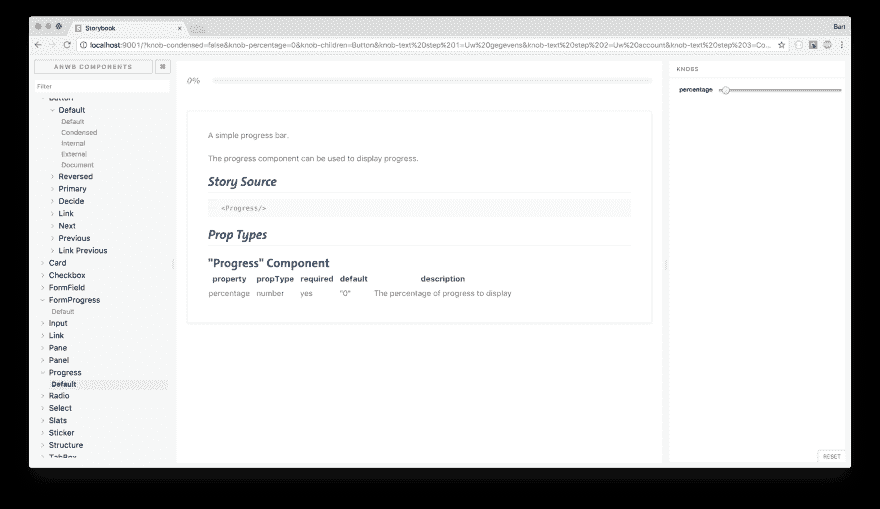 Storybook
Bart
localhost:9001/?knob-condensed=false&knob-percentage=0&knob-children=Button&knob-text%20step%201=Uw%20gegevens&knob-text%20step%202=Uw%20account&knob-text%20step%203=Co...
ANWB COMPONENTS
⌘
Filter
Button
Default
Default
Condensed
Internal
External
Document
Reversed
Primary
Decide
Link
Next
Previous
Link Previous
Card
Checkbox
FormField
FormProgress
Default
Input
Link
Pane
Panel
Progress
Default
Radio
Select
Slats
Sticker
Structure
TabBox
0%
A simple progress bar.
The progress component can be used to display progress.
Story Source
<Progress/>
Prop Types
"Progress" Component
property propType required default description
percentage number yes "0" The percentage of progress to display
KNOBS
percentage
RESET